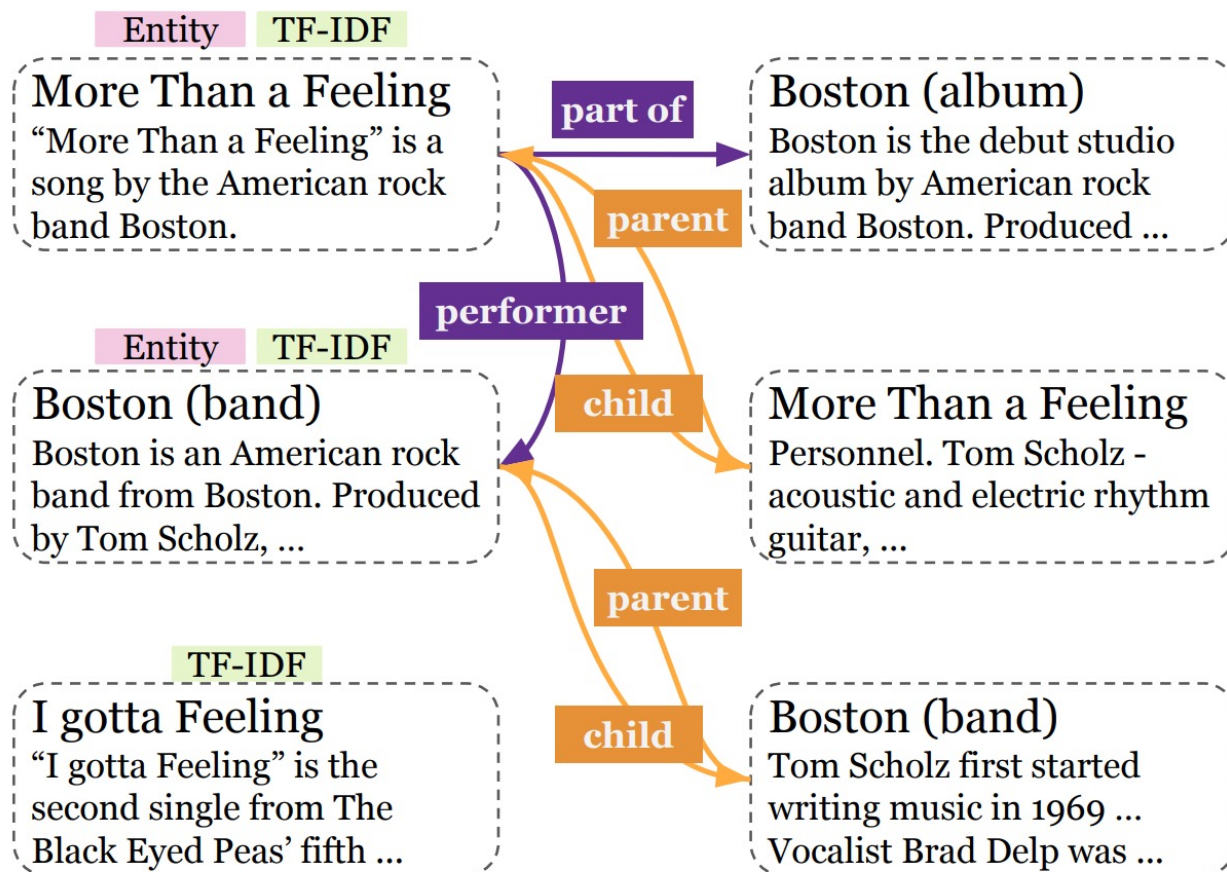 Entity TF-IDF
More Than a Feeling
“More Than a Feeling” is a
song by the American rock
band Boston.
part of
Boston (album)
Boston is the debut studio
album by American rock
band Boston. Produced ...
parent
performer
Entity TF-IDF
Boston (band)
Boston is an American rock
band from Boston. Produced
by Tom Scholz, ...
child
More Than a Feeling
Personnel. Tom Scholz -
acoustic and electric rhythm
guitar, ...
parent
TF-IDF
I gotta Feeling
“I gotta Feeling” is the
second single from The
Black Eyed Peas’ fifth ...
child
Boston (band)
Tom Scholz first started
writing music in 1969 ...
Vocalist Brad Delp was ...